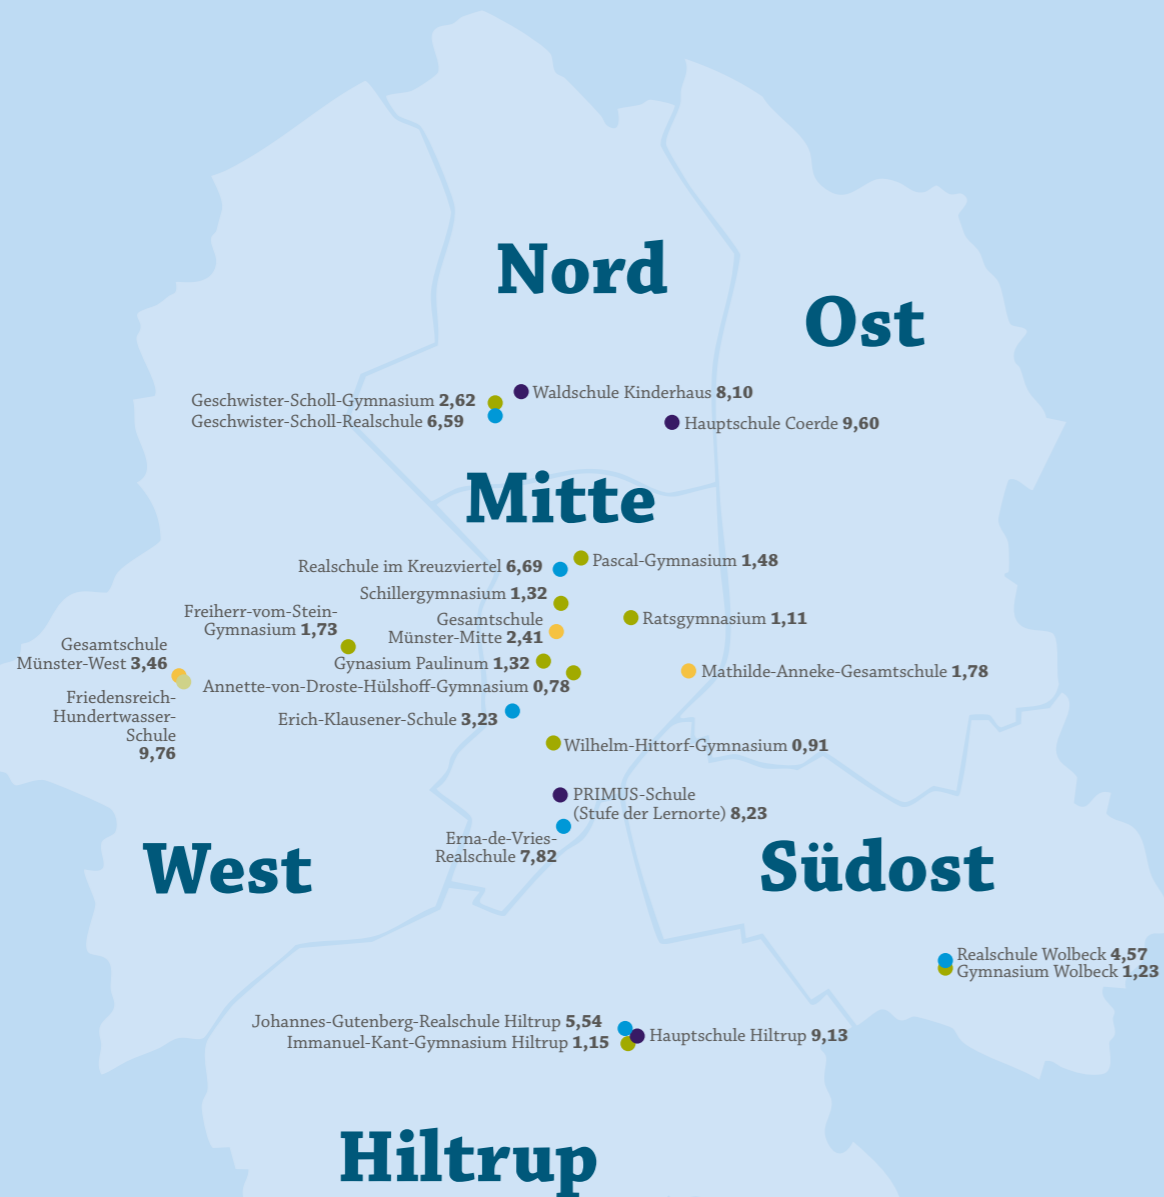 Nord
Ost
Waldschule Kinderhaus 8,10
Geschwister-Scholl-Gymnasium 2,62
Geschwister-Scholl-Realschule 6,59
Hauptschule Coerde 9,60
Mitte
Pascal-Gymnasium 1,48
Realschule im Kreuzviertel 6,69
Schillergymnasium 1,32
Freiherr-vom-Stein-
Gymnasium 1,73
Gesamtschule
Münster-Mitte 2,41
Ratsgymnasium 1,11
Gesamtschule
Münster-West 3,46
Gynasium Paulinum 1,32
Mathilde-Anneke-Gesamtschule 1,78
Annette-von-Droste-Hülshoff-Gymnasium 0,78
Friedensreich-
Hundertwasser-
Schule
9,76
Erich-Klausener-Schule 3,23
Wilhelm-Hittorf-Gymnasium 0,91
PRIMUS-Schule
(Stufe der Lernorte) 8,23
Erna-de-Vries-
Realschule 7,82
West
Südost
Realschule Wolbeck 4,57
Gymnasium Wolbeck 1,23
Johannes-Gutenberg-Realschule Hiltrup 5,54
Immanuel-Kant-Gymnasium Hiltrup 1,15
Hauptschule Hiltrup 9,13
Hiltrup